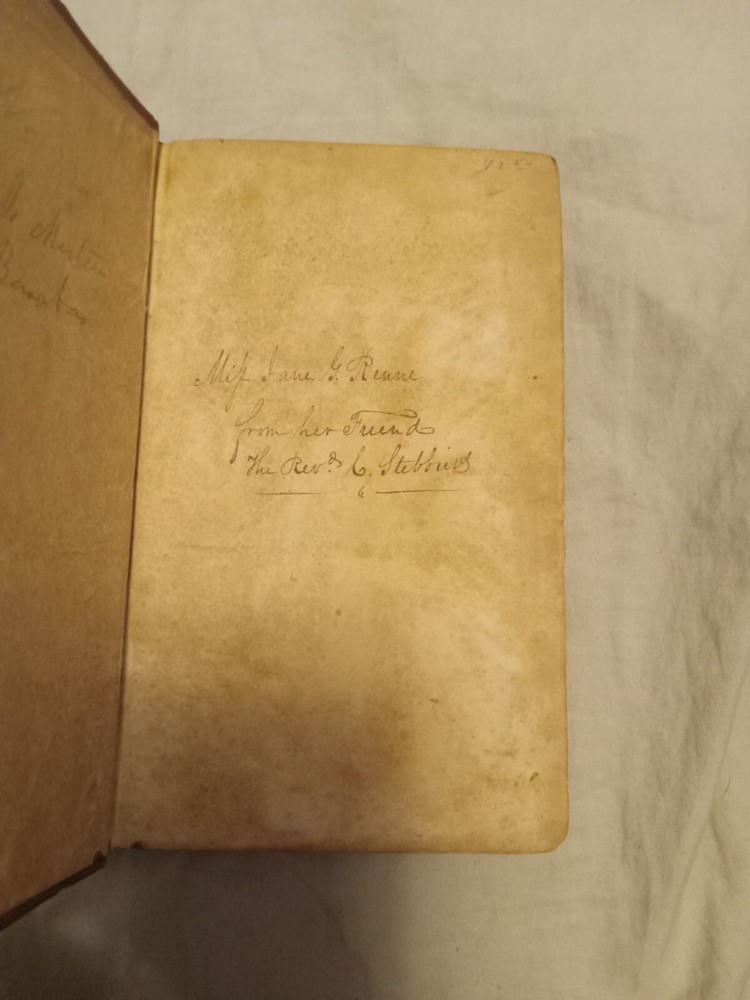 Miſs Jane G. Renne
from her Friend
The Revd. C. Stebbins